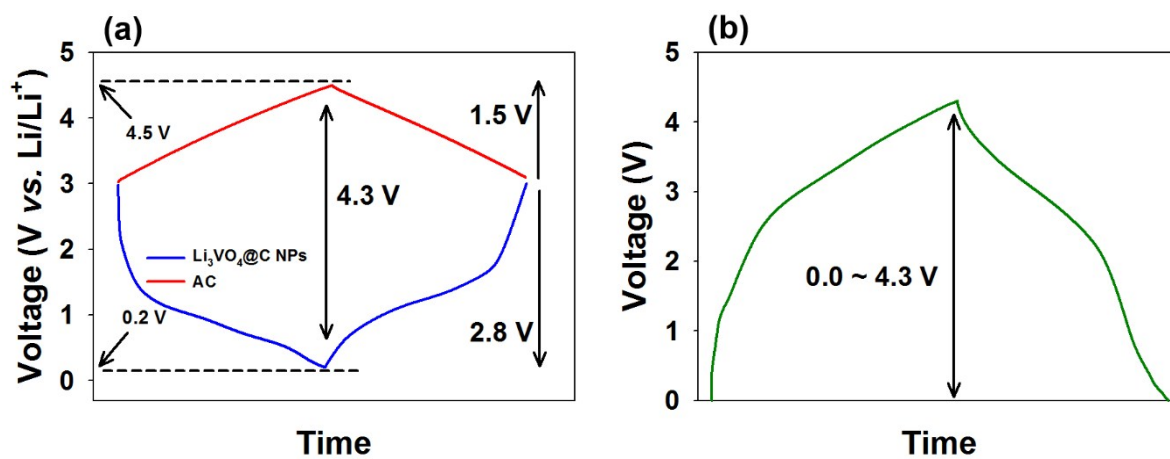 (a)
Voltage (V vs. Li/Li⁺)
5
4
3
2
1
0
4.5 V
0.2 V
4.3 V
1.5 V
2.8 V
Li₃VO₄@C NPs
AC
Time
(b)
Voltage (V)
5
4
3
2
1
0
0.0 ~ 4.3 V
Time